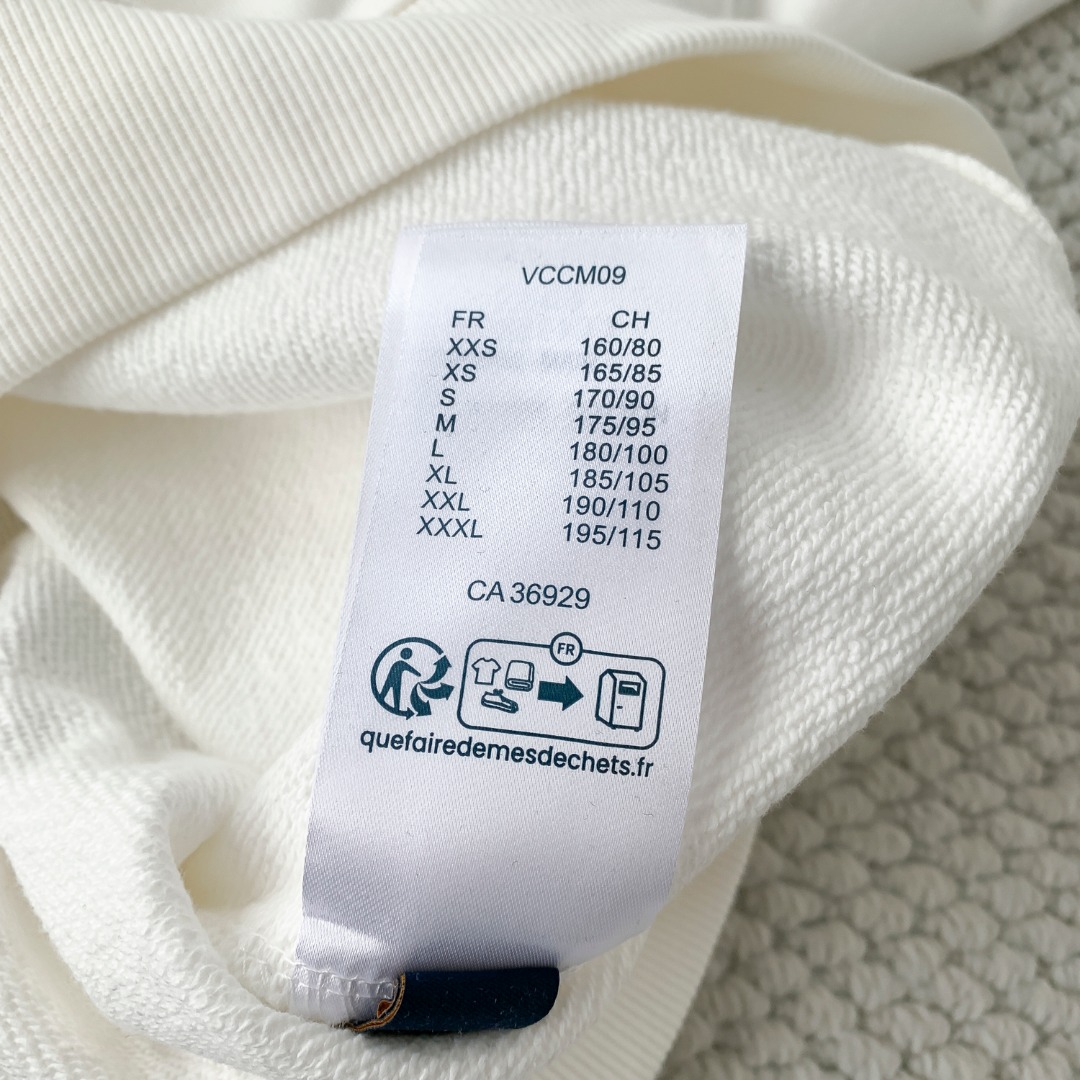 VCCM09
FR CH
XXS 160/80
XS 165/85
S 170/90
M 175/95
L 180/100
XL 185/105
XXL 190/110
XXXL 195/115
CA 36929
FR
quefairedemesdechets.fr